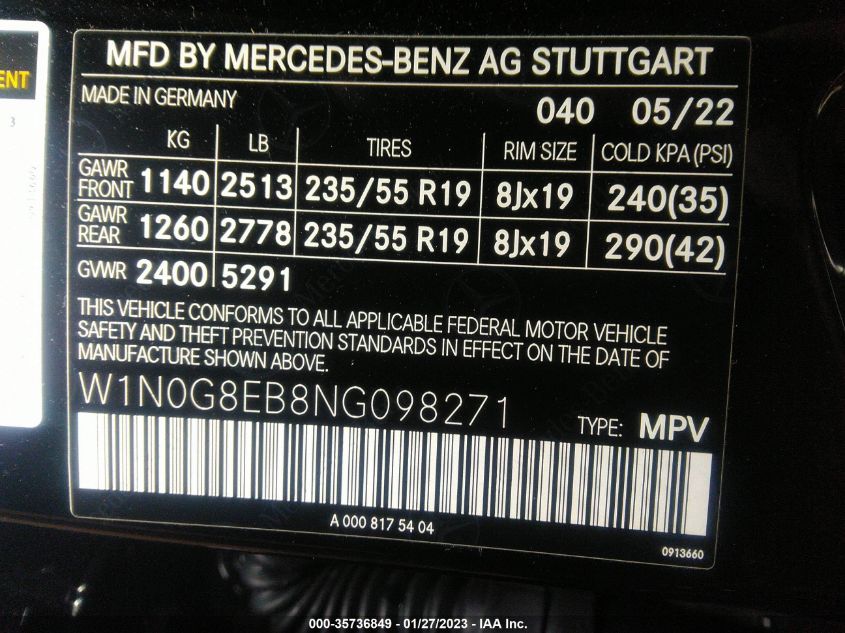 ENT
3
MFD BY MERCEDES-BENZ AG STUTTGART
MADE IN GERMANY 040 05/22
KG LB TIRES RIM SIZE COLD KPA (PSI)
GAWR FRONT 1140 2513 235/55 R19 8Jx19 240(35)
GAWR REAR 1260 2778 235/55 R19 8Jx19 290(42)
GVWR 2400 5291
THIS VEHICLE CONFORMS TO ALL APPLICABLE FEDERAL MOTOR VEHICLE
SAFETY AND THEFT PREVENTION STANDARDS IN EFFECT ON THE DATE OF
MANUFACTURE SHOWN ABOVE.
W1N0G8EB8NG098271 TYPE: MPV
A 000 817 54 04
0913660
000-35736849 — 01/27/2023 — IAA Inc.